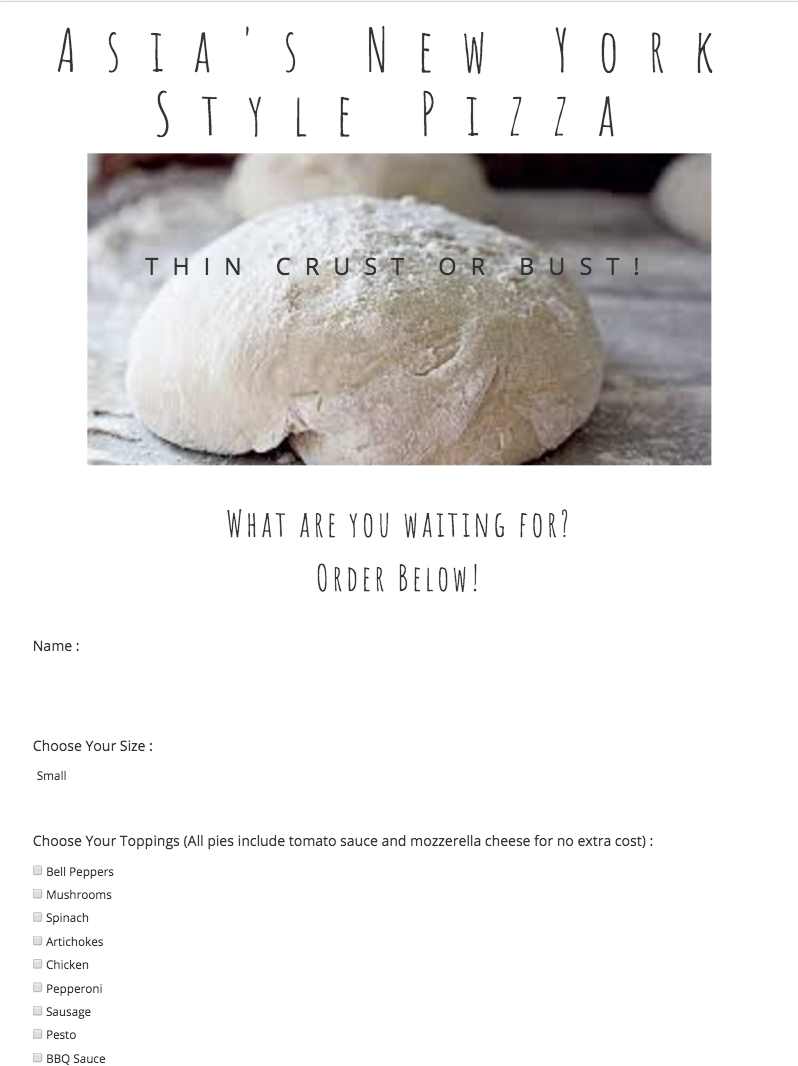 Asia's New York
Style Pizza
THIN CRUST OR BUST!
What are you waiting for?
Order Below!
Name :
Choose Your Size :
Small
Choose Your Toppings (All pies include tomato sauce and mozzerella cheese for no extra cost) :
Bell Peppers
Mushrooms
Spinach
Artichokes
Chicken
Pepperoni
Sausage
Pesto
BBQ Sauce